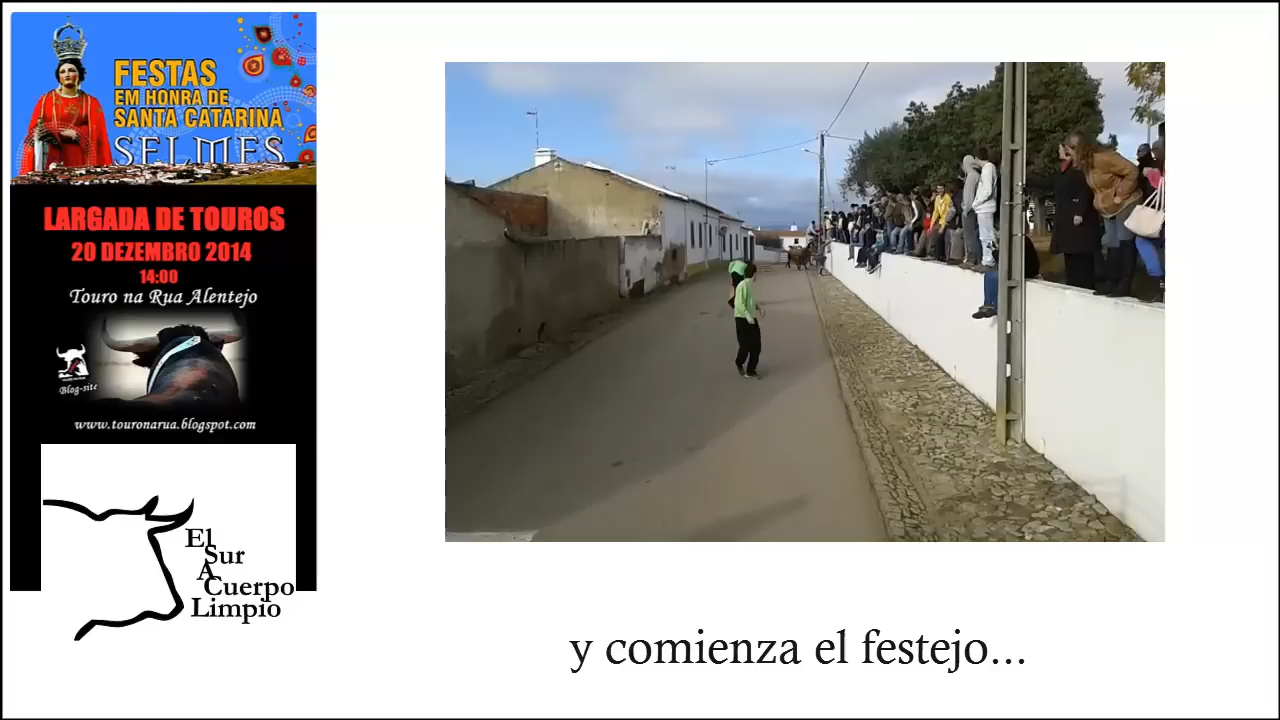 FESTAS
EM HONRA DE
SANTA CATARINA
SELMES
LARGADA DE TOUROS
20 DEZEMBRO 2014
14:00
Touro na Rua Alentejo
Blog-site
www.touronarua.blogspot.com
El
Sur
A
Cuerpo
Limpio
y comienza el festejo...